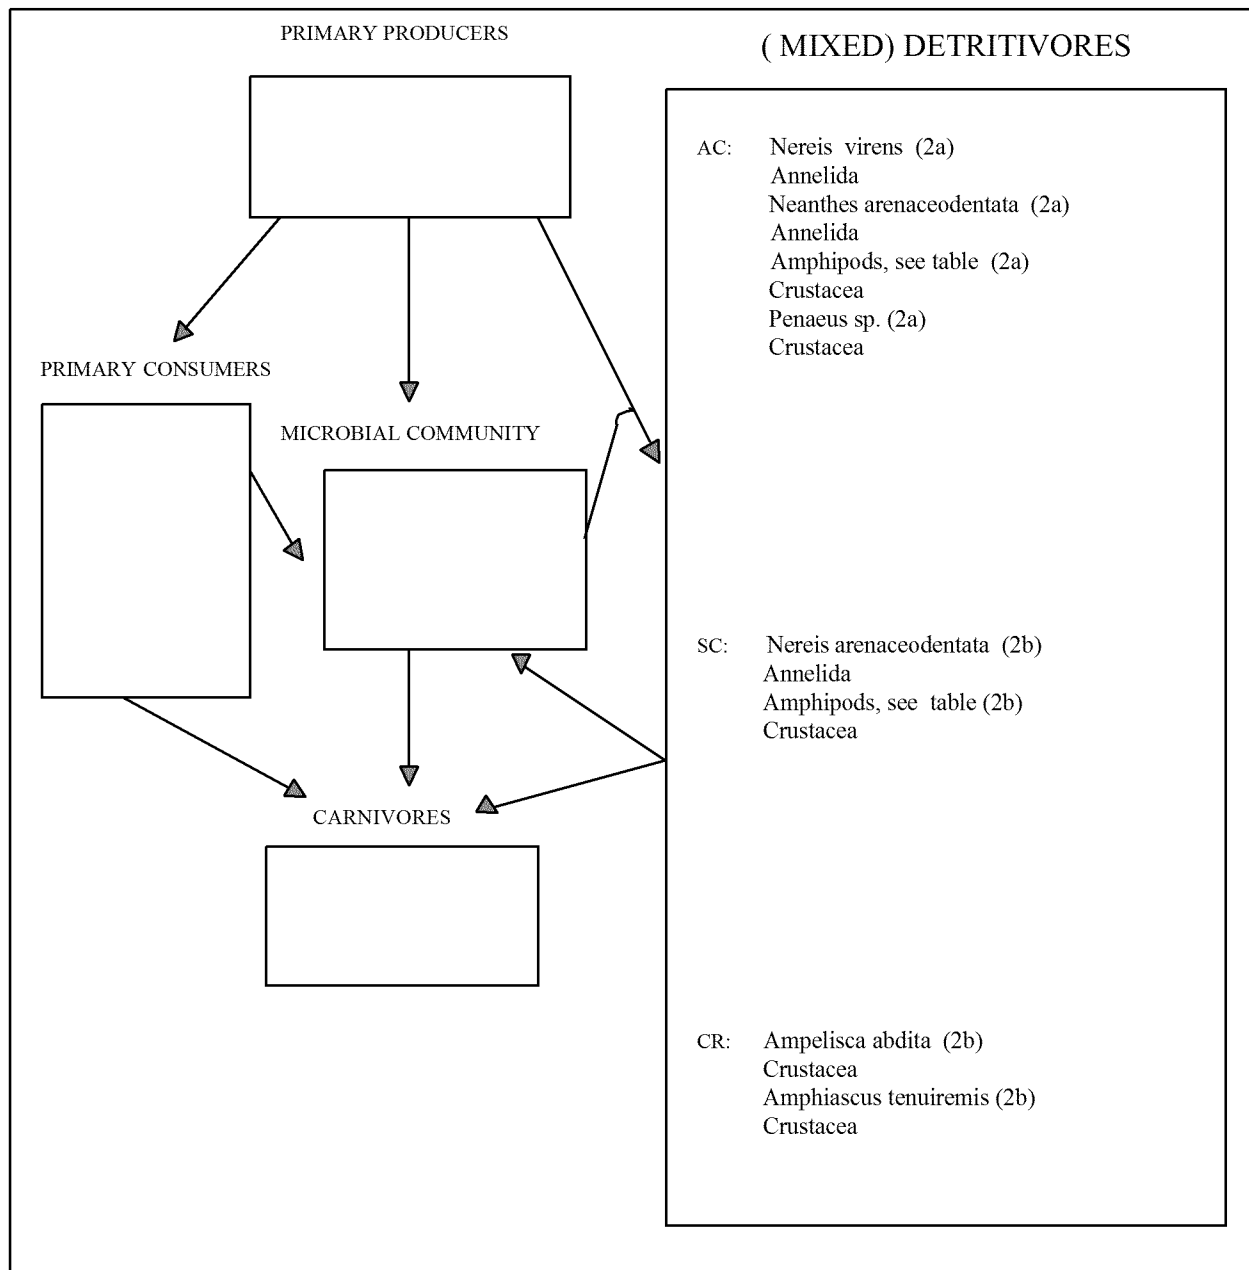 PRIMARY PRODUCERS
( MIXED) DETRITIVORES
AC: Nereis virens (2a)
Annelida
Neanthes arenaceodentata (2a)
Annelida
Amphipods, see table (2a)
Crustacea
Penaeus sp. (2a)
Crustacea
PRIMARY CONSUMERS
MICROBIAL COMMUNITY
SC: Nereis arenaceodentata (2b)
Annelida
Amphipods, see table (2b)
Crustacea
CARNIVORES
CR: Ampelisca abdita (2b)
Crustacea
Amphiascus tenuiremis (2b)
Crustacea